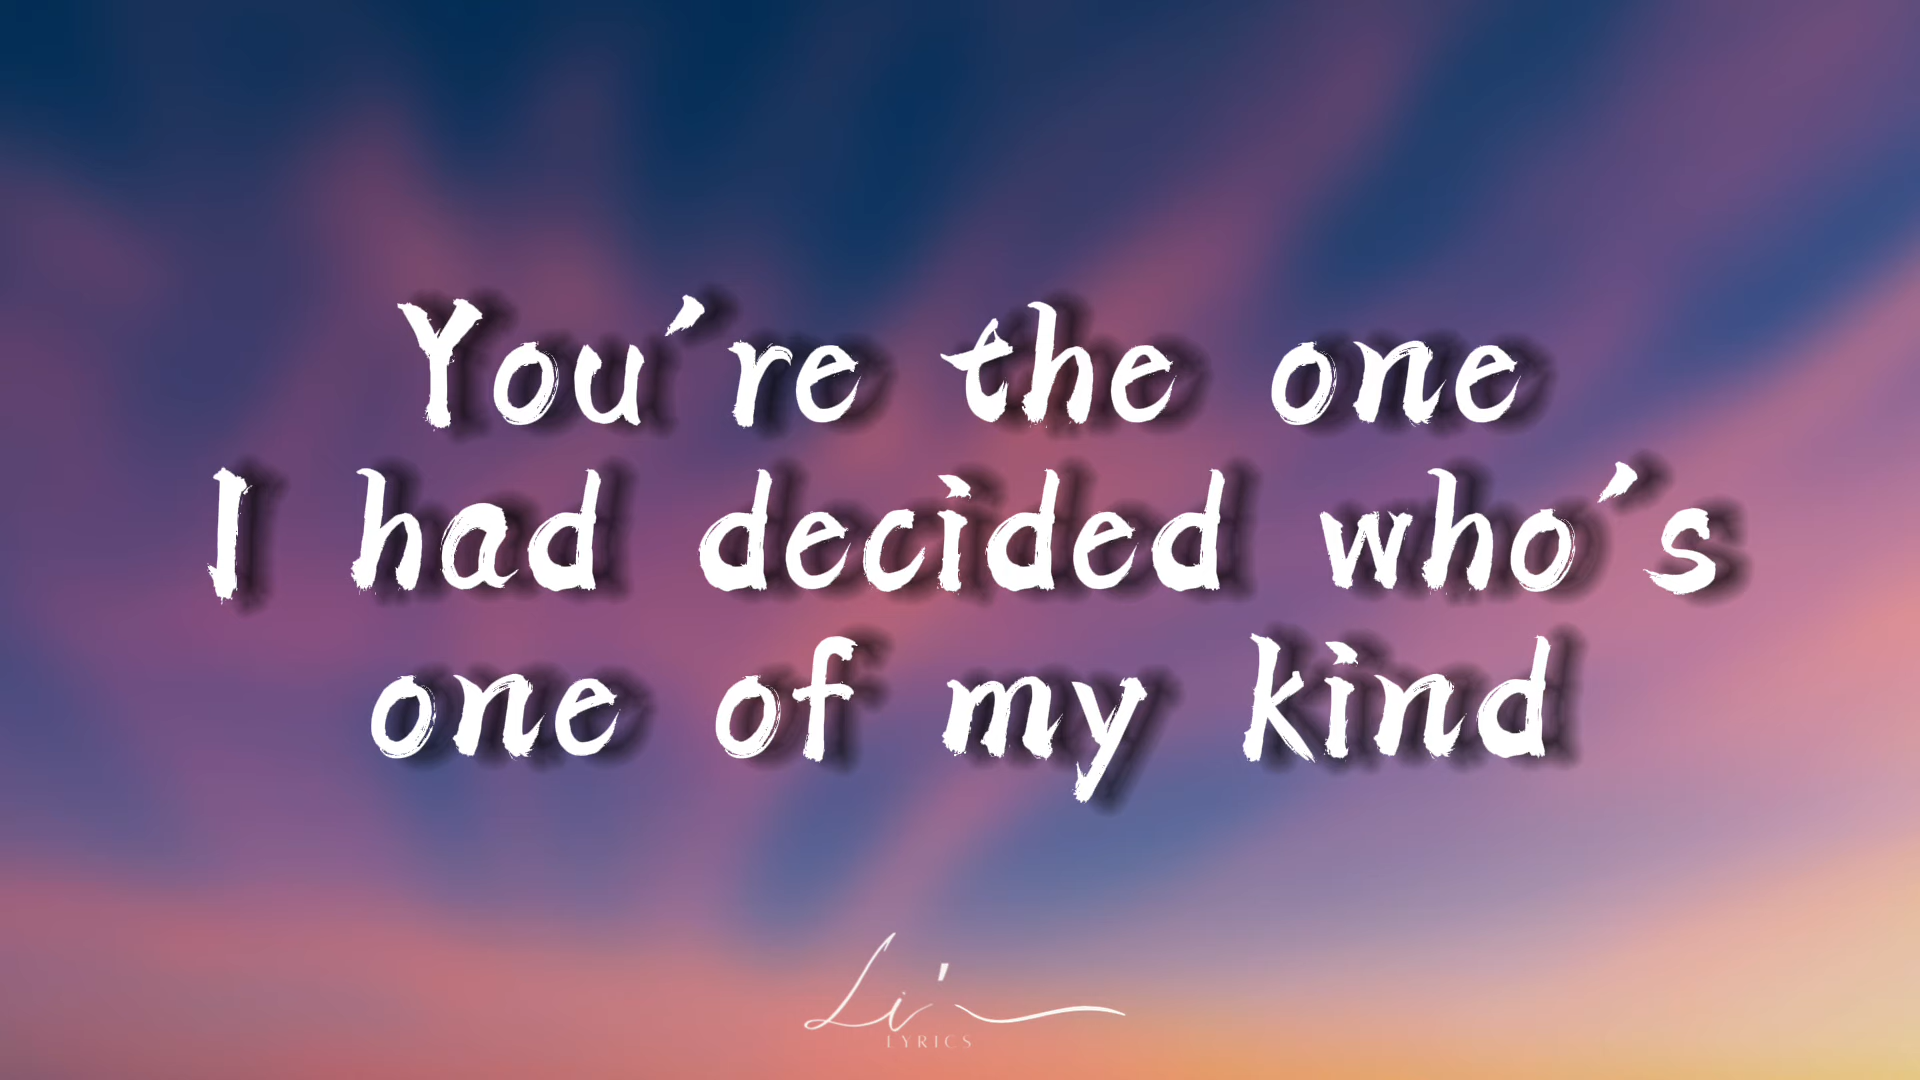 You're the one
I had decided who's
one of my kind
Li'
LYRICS